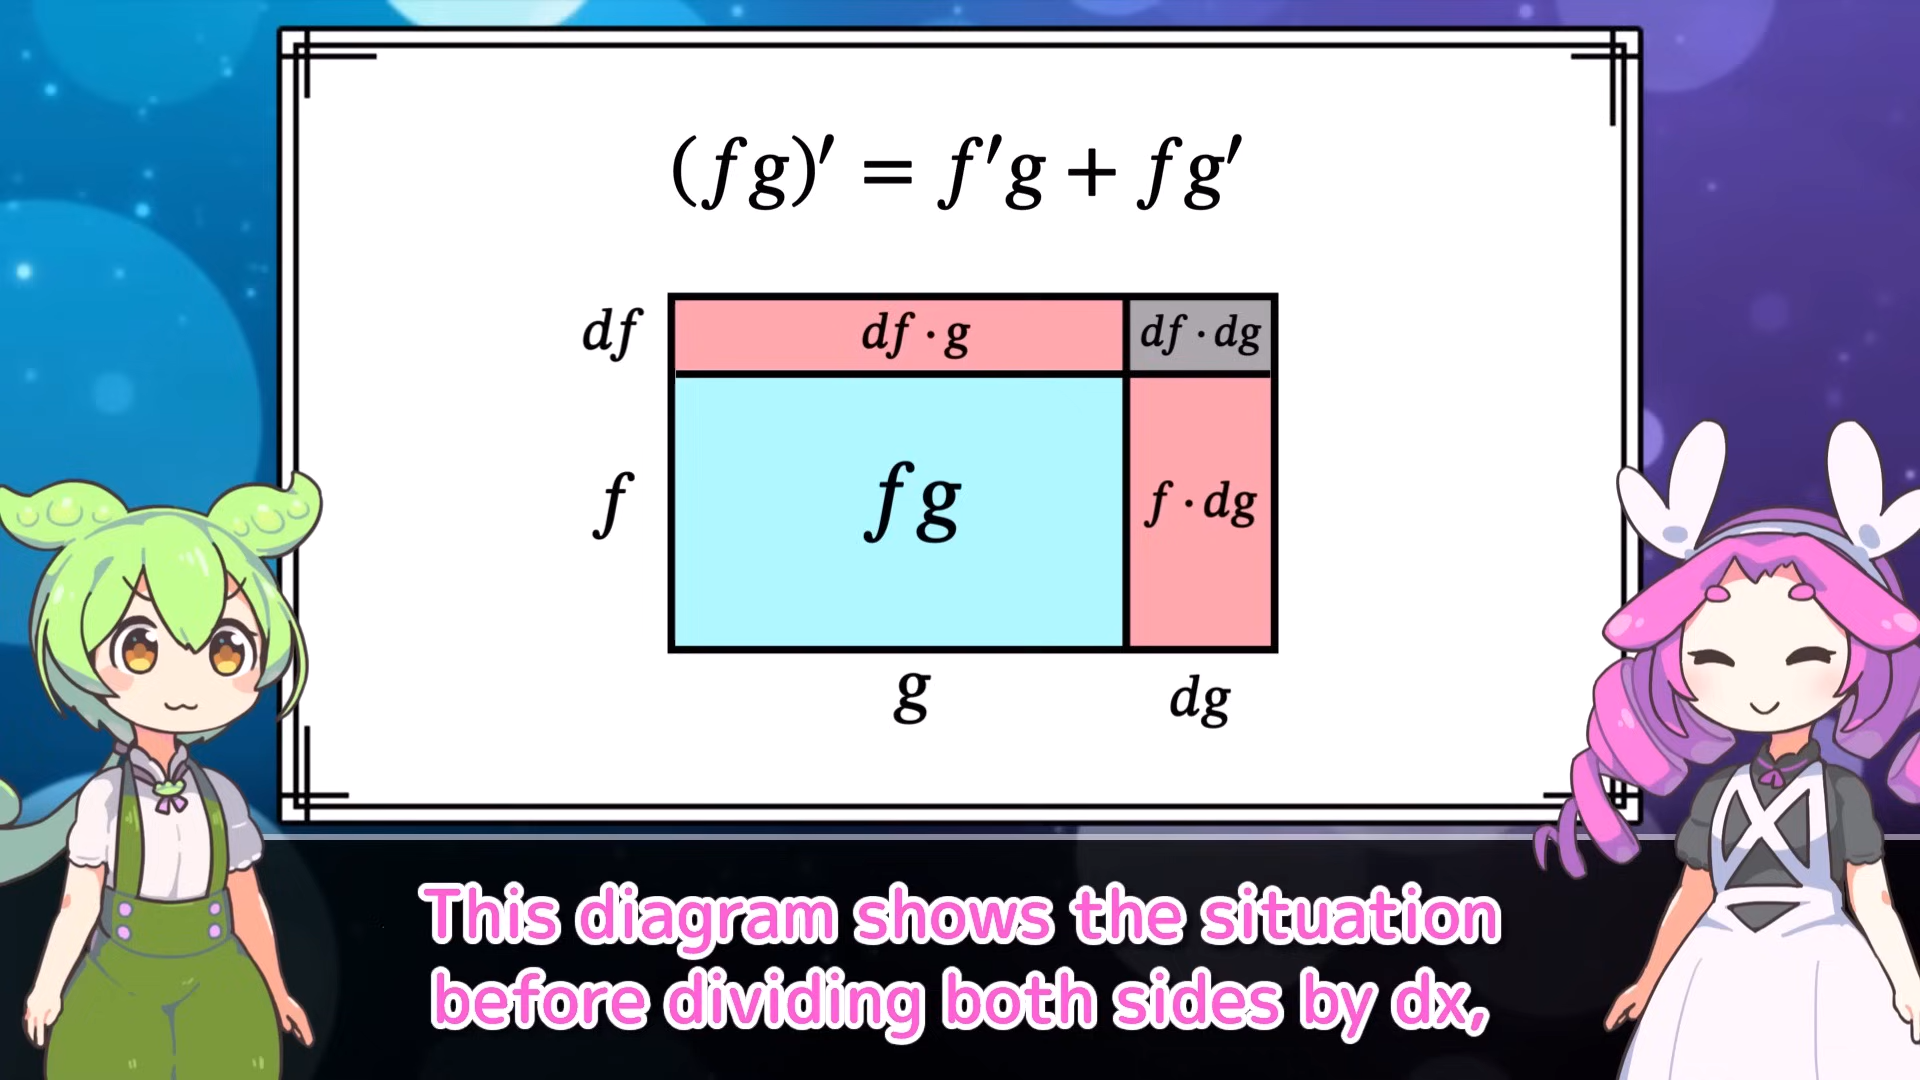 (fg)′ = f′g + fg′
df
df · g
df · dg
f
fg
f · dg
g
dg
This diagram shows the situation
before dividing both sides by dx,